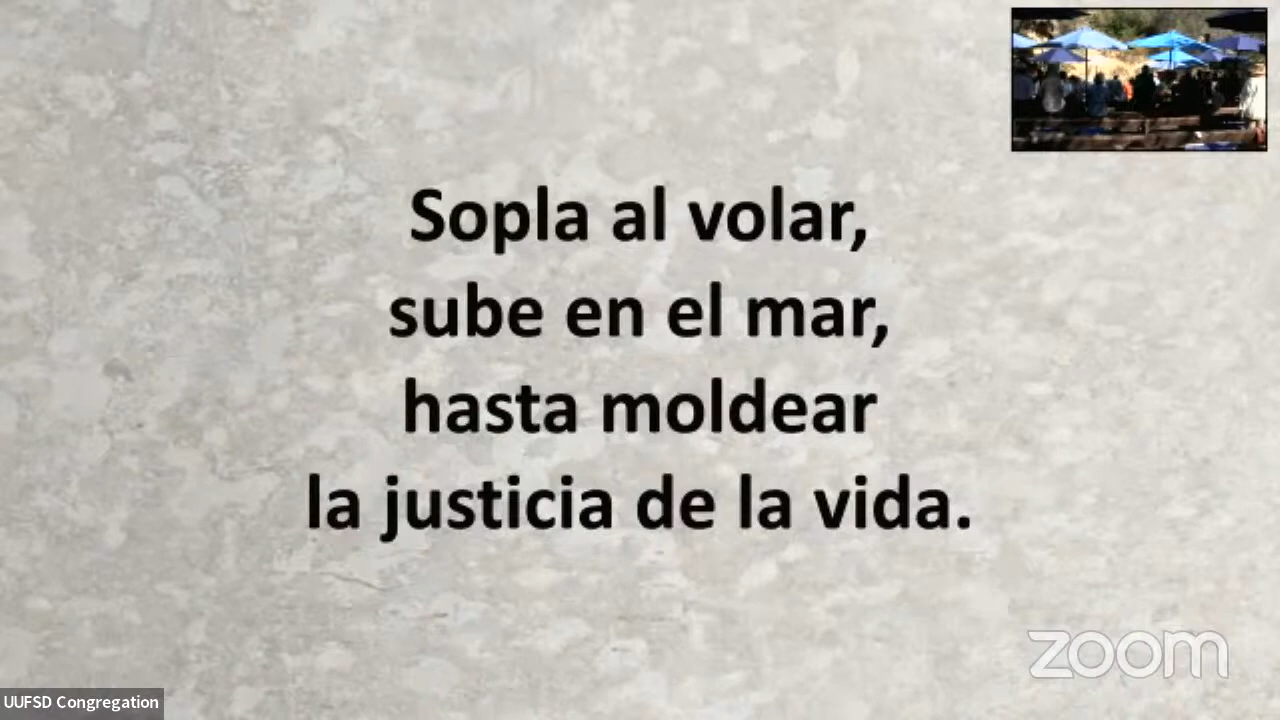 Sopla al volar,
sube en el mar,
hasta moldear
la justicia de la vida.
zoom
UUFSD Congregation